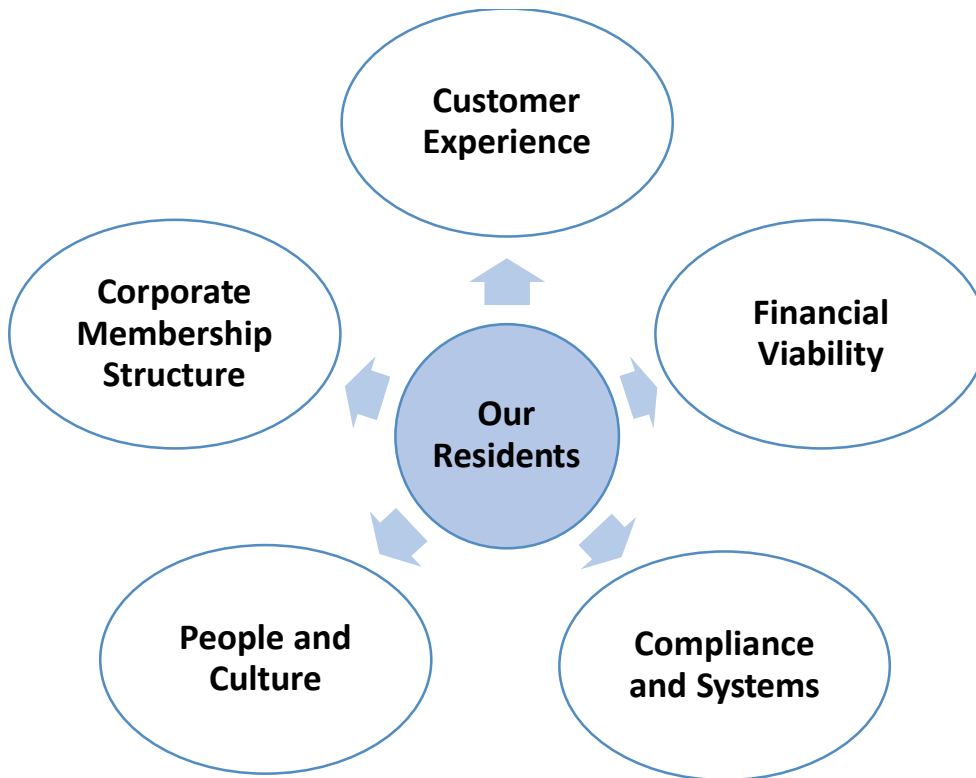 Customer
Experience
Corporate
Membership
Structure
Financial
Viability
Our
Residents
People and
Culture
Compliance
and Systems